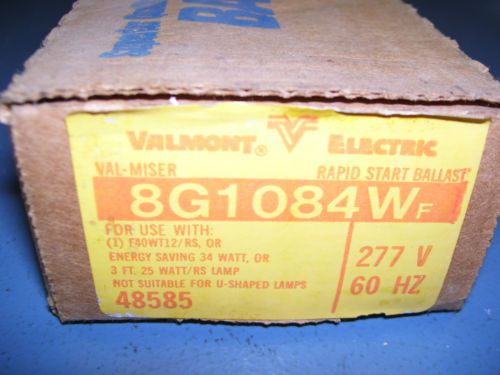 BA
VALMONT® ELECTRIC
VAL-MISER RAPID START BALLAST
8G1084WF
FOR USE WITH:
(1) F40WT12/RS, OR
ENERGY SAVING 34 WATT, OR
3 FT. 25 WATT/RS LAMP
NOT SUITABLE FOR U-SHAPED LAMPS
48585
277 V
60 HZ